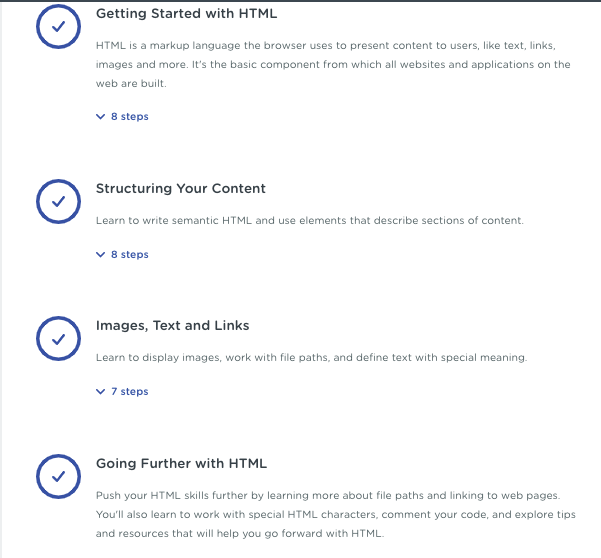 Getting Started with HTML
HTML is a markup language the browser uses to present content to users, like text, links,
images and more. It's the basic component from which all websites and applications on the
web are built.
8 steps
Structuring Your Content
Learn to write semantic HTML and use elements that describe sections of content.
8 steps
Images, Text and Links
Learn to display images, work with file paths, and define text with special meaning.
7 steps
Going Further with HTML
Push your HTML skills further by learning more about file paths and linking to web pages.
You'll also learn to work with special HTML characters, comment your code, and explore tips
and resources that will help you go forward with HTML.